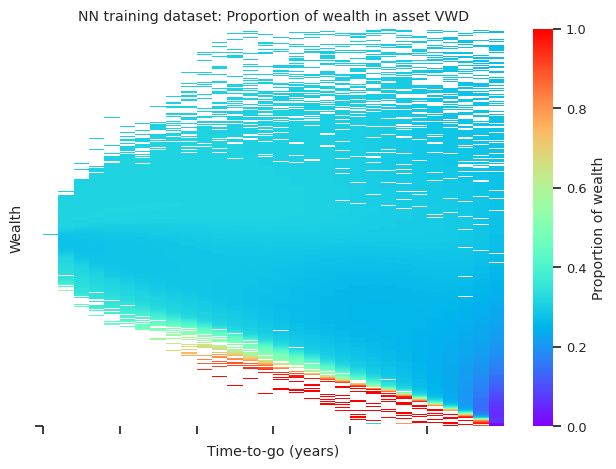 NN training dataset: Proportion of wealth in asset VWD
Wealth
Time-to-go (years)
1.0
0.8
0.6
0.4
0.2
0.0
Proportion of wealth